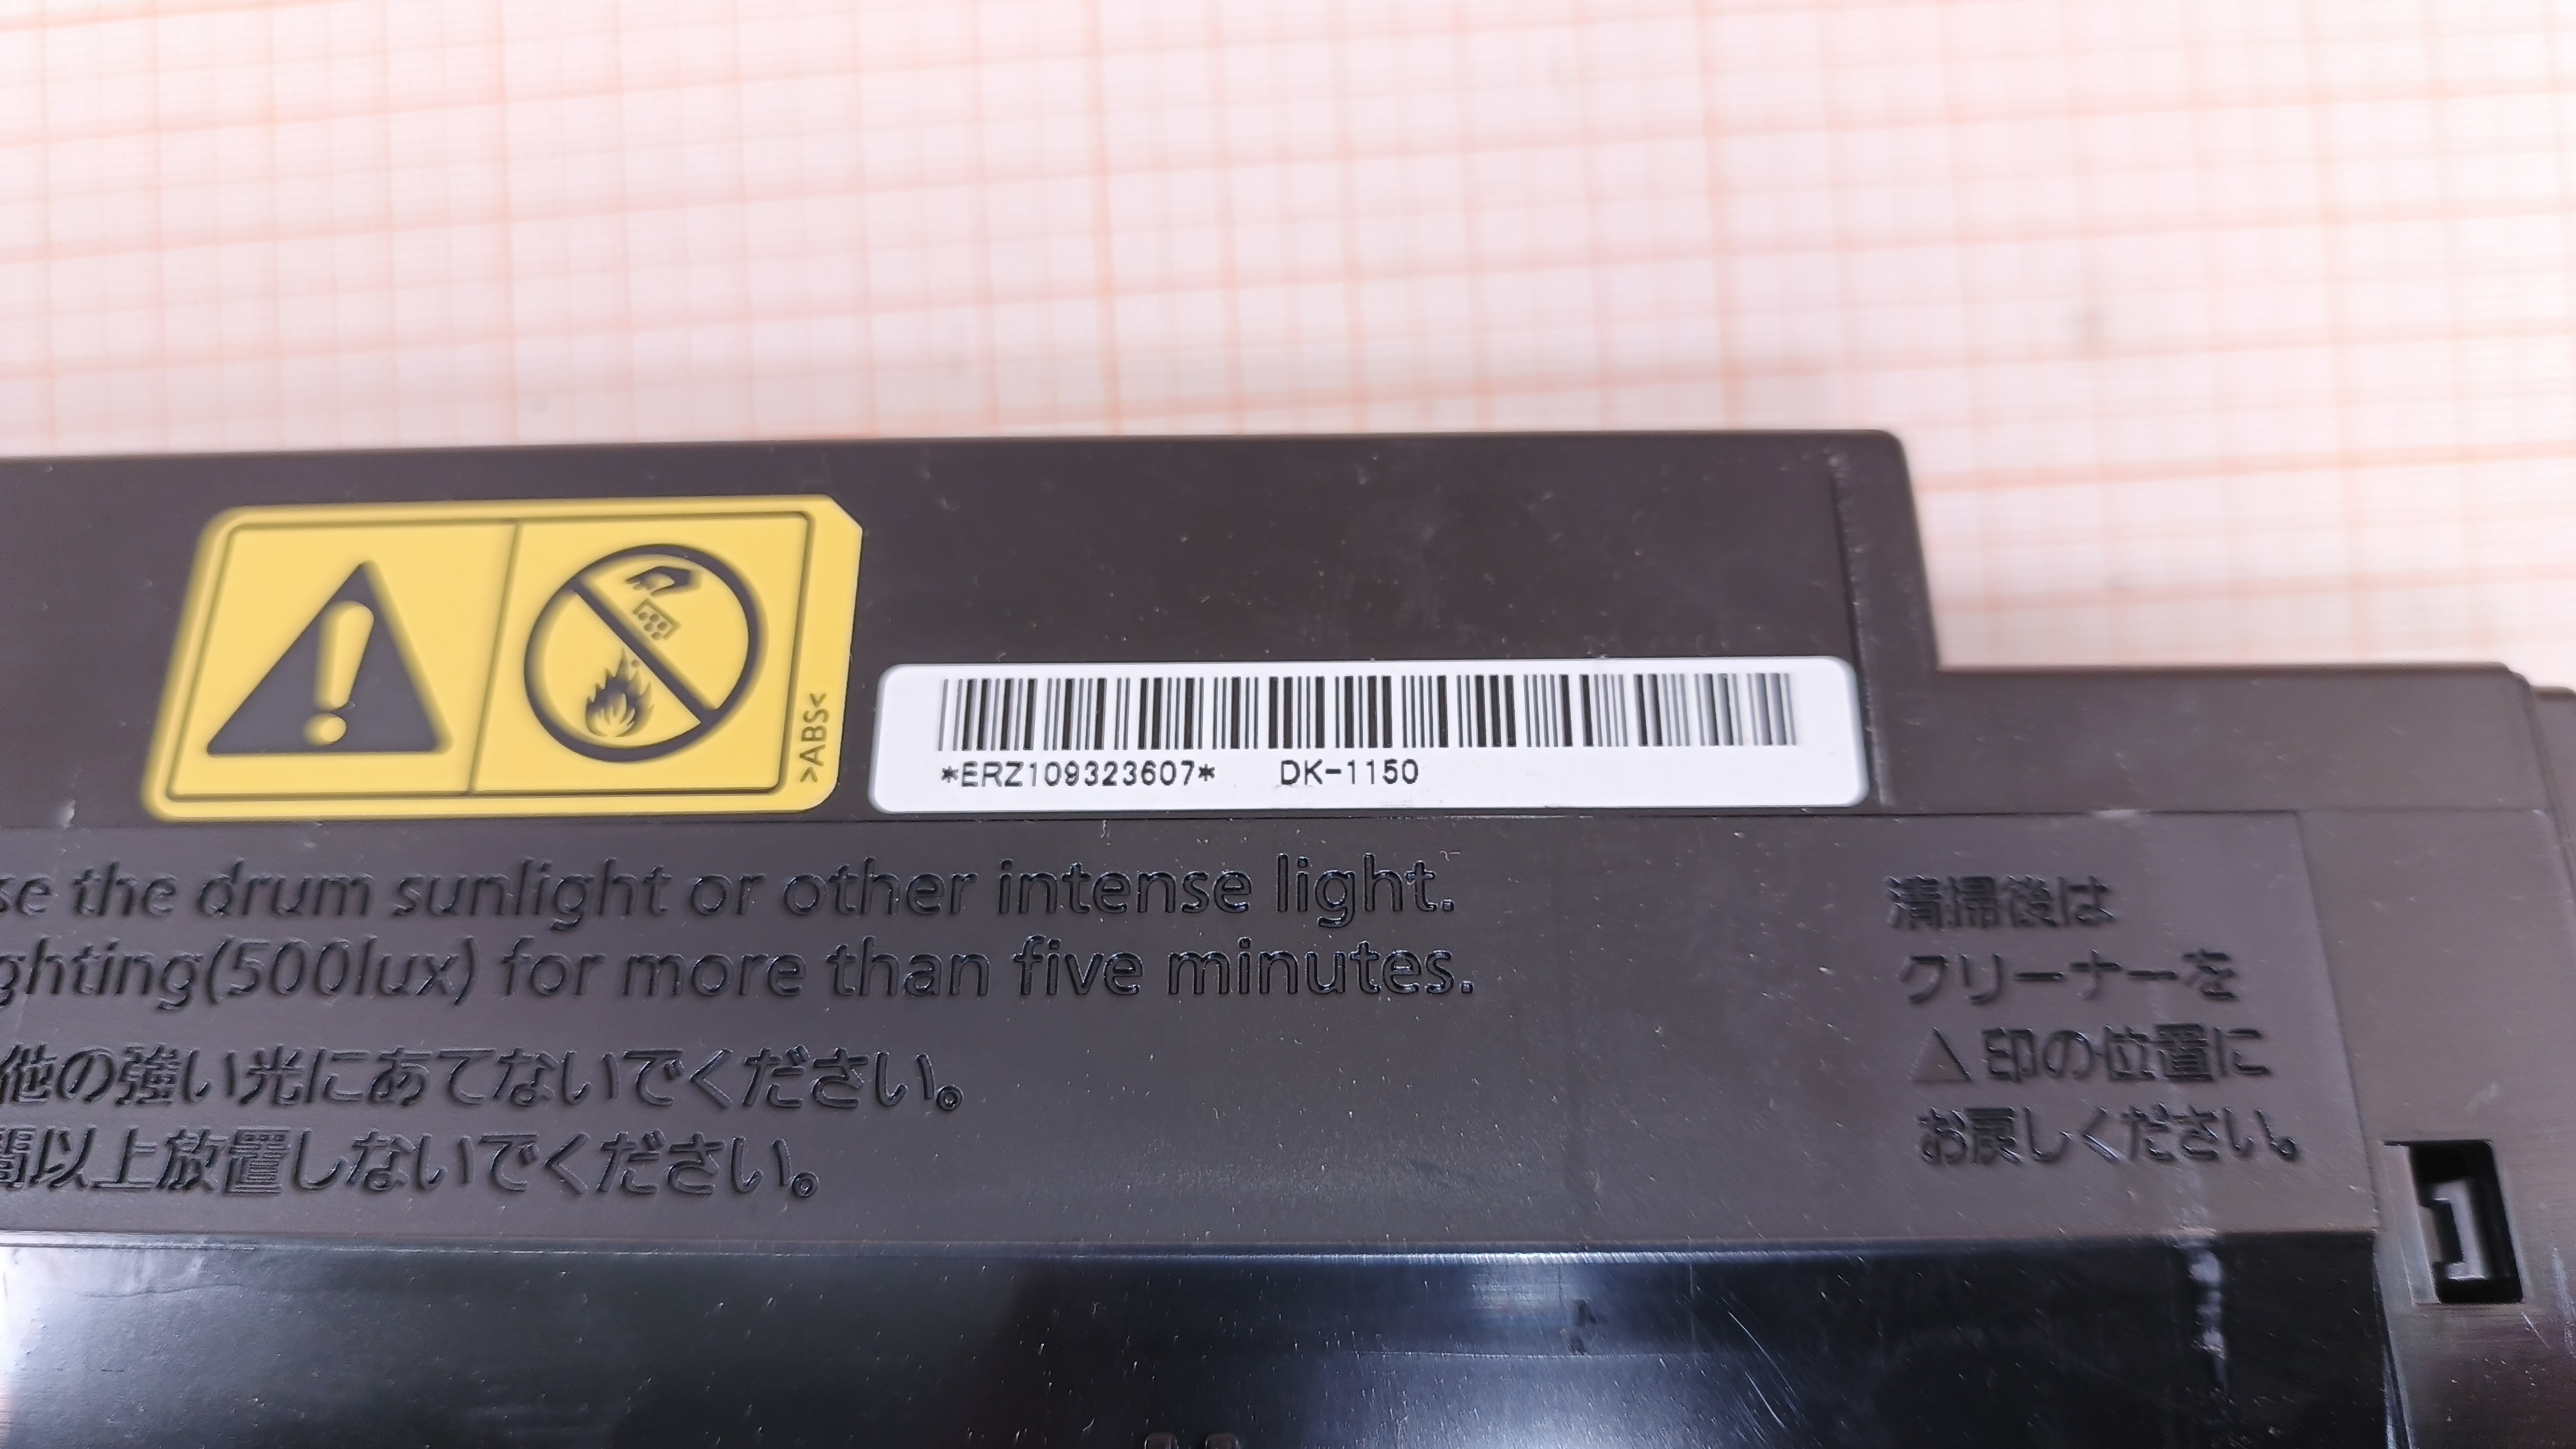 >ABS<
*ERZ109323607* DK-1150
se the drum sunlight or other intense light.
ghting(500lux) for more than five minutes.
他の強い光にあてないでください。
間以上放置しないでください。
清掃後は
クリーナーを
△印の位置に
お戻しください。